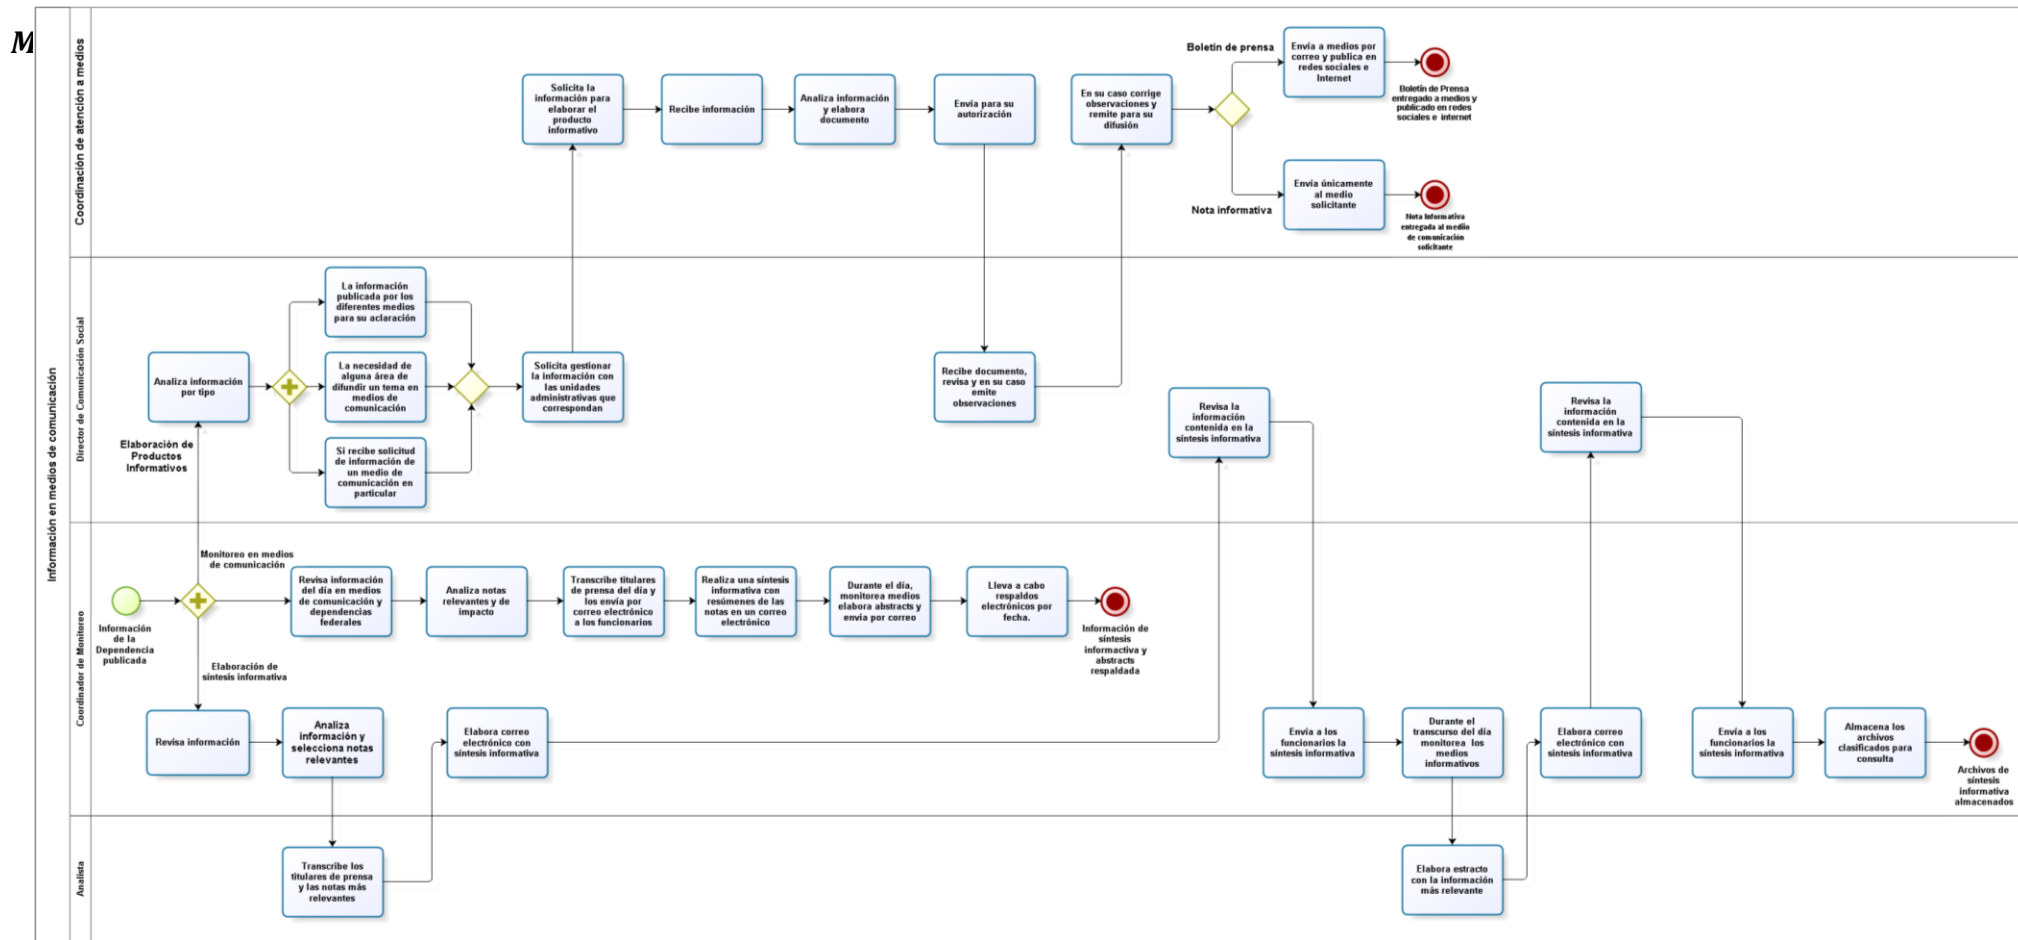 M
Información en medios de comunicación
Coordinación de atención a medios
Solicita la
información para
elaborar el
producto
informativo
Recibe información
Analiza información
y elabora
documento
Envía para su
autorización
En su caso corrige
observaciones y
remite para su
difusión
Boletín de prensa
Envía a medios por
correo y publica en
redes sociales e
Internet
Boletín de Prensa
entregado a medios y
publicado en redes
sociales e internet
Nota informativa
Envía únicamente
al medio
solicitante
Nota Informativa
entregada al medio
de comunicación
solicitante
Director de Comunicación Social
Analiza información
por tipo
La información
publicada por los
diferentes medios
para su aclaración
La necesidad de
alguna área de
difundir un tema en
medios de
comunicación
Si recibe solicitud
de información de
un medio de
comunicación en
particular
Solicita gestionar
la información con
las unidades
administrativas que
correspondan
Recibe documento,
revisa y en su caso
emite
observaciones
Revisa la
información
contenida en la
síntesis informativa
Revisa la
información
contenida en la
síntesis informativa
Elaboración de
Productos
Informativos
Coordinador de Monitoreo
Información
de la
Dependencia
publicada
Monitoreo en medios
de comunicación
Revisa información
del día en medios
de comunicación y
dependencias
federales
Analiza notas
relevantes y de
impacto
Transcribe titulares
de prensa del día y
los envía por
correo electrónico
a los funcionarios
Realiza una síntesis
informativa con
resúmenes de las
notas en un correo
electrónico
Durante el día,
monitorea medios
elabora abstracts y
envia por correo
Lleva a cabo
respaldos
electrónicos por
fecha.
Información de
síntesis
informactiva y
abstracts
respaldada
Elaboración de
síntesis informativa
Revisa información
Analiza
información y
selecciona notas
relevantes
Elabora correo
electrónico con
síntesis informativa
Envía a los
funcionarios la
síntesis informativa
Durante el
transcurso del día
monitorea los
medios
informativos
Elabora correo
electrónico con
síntesis informativa
Envía a los
funcionarios la
síntesis informativa
Almacena los
archivos
clasificados para
consulta
Archivos de
síntesis
informativa
almacenados
Analista
Transcribe los
titulares de prensa
y las notas más
relevantes
Elabora estracto
con la información
más relevante